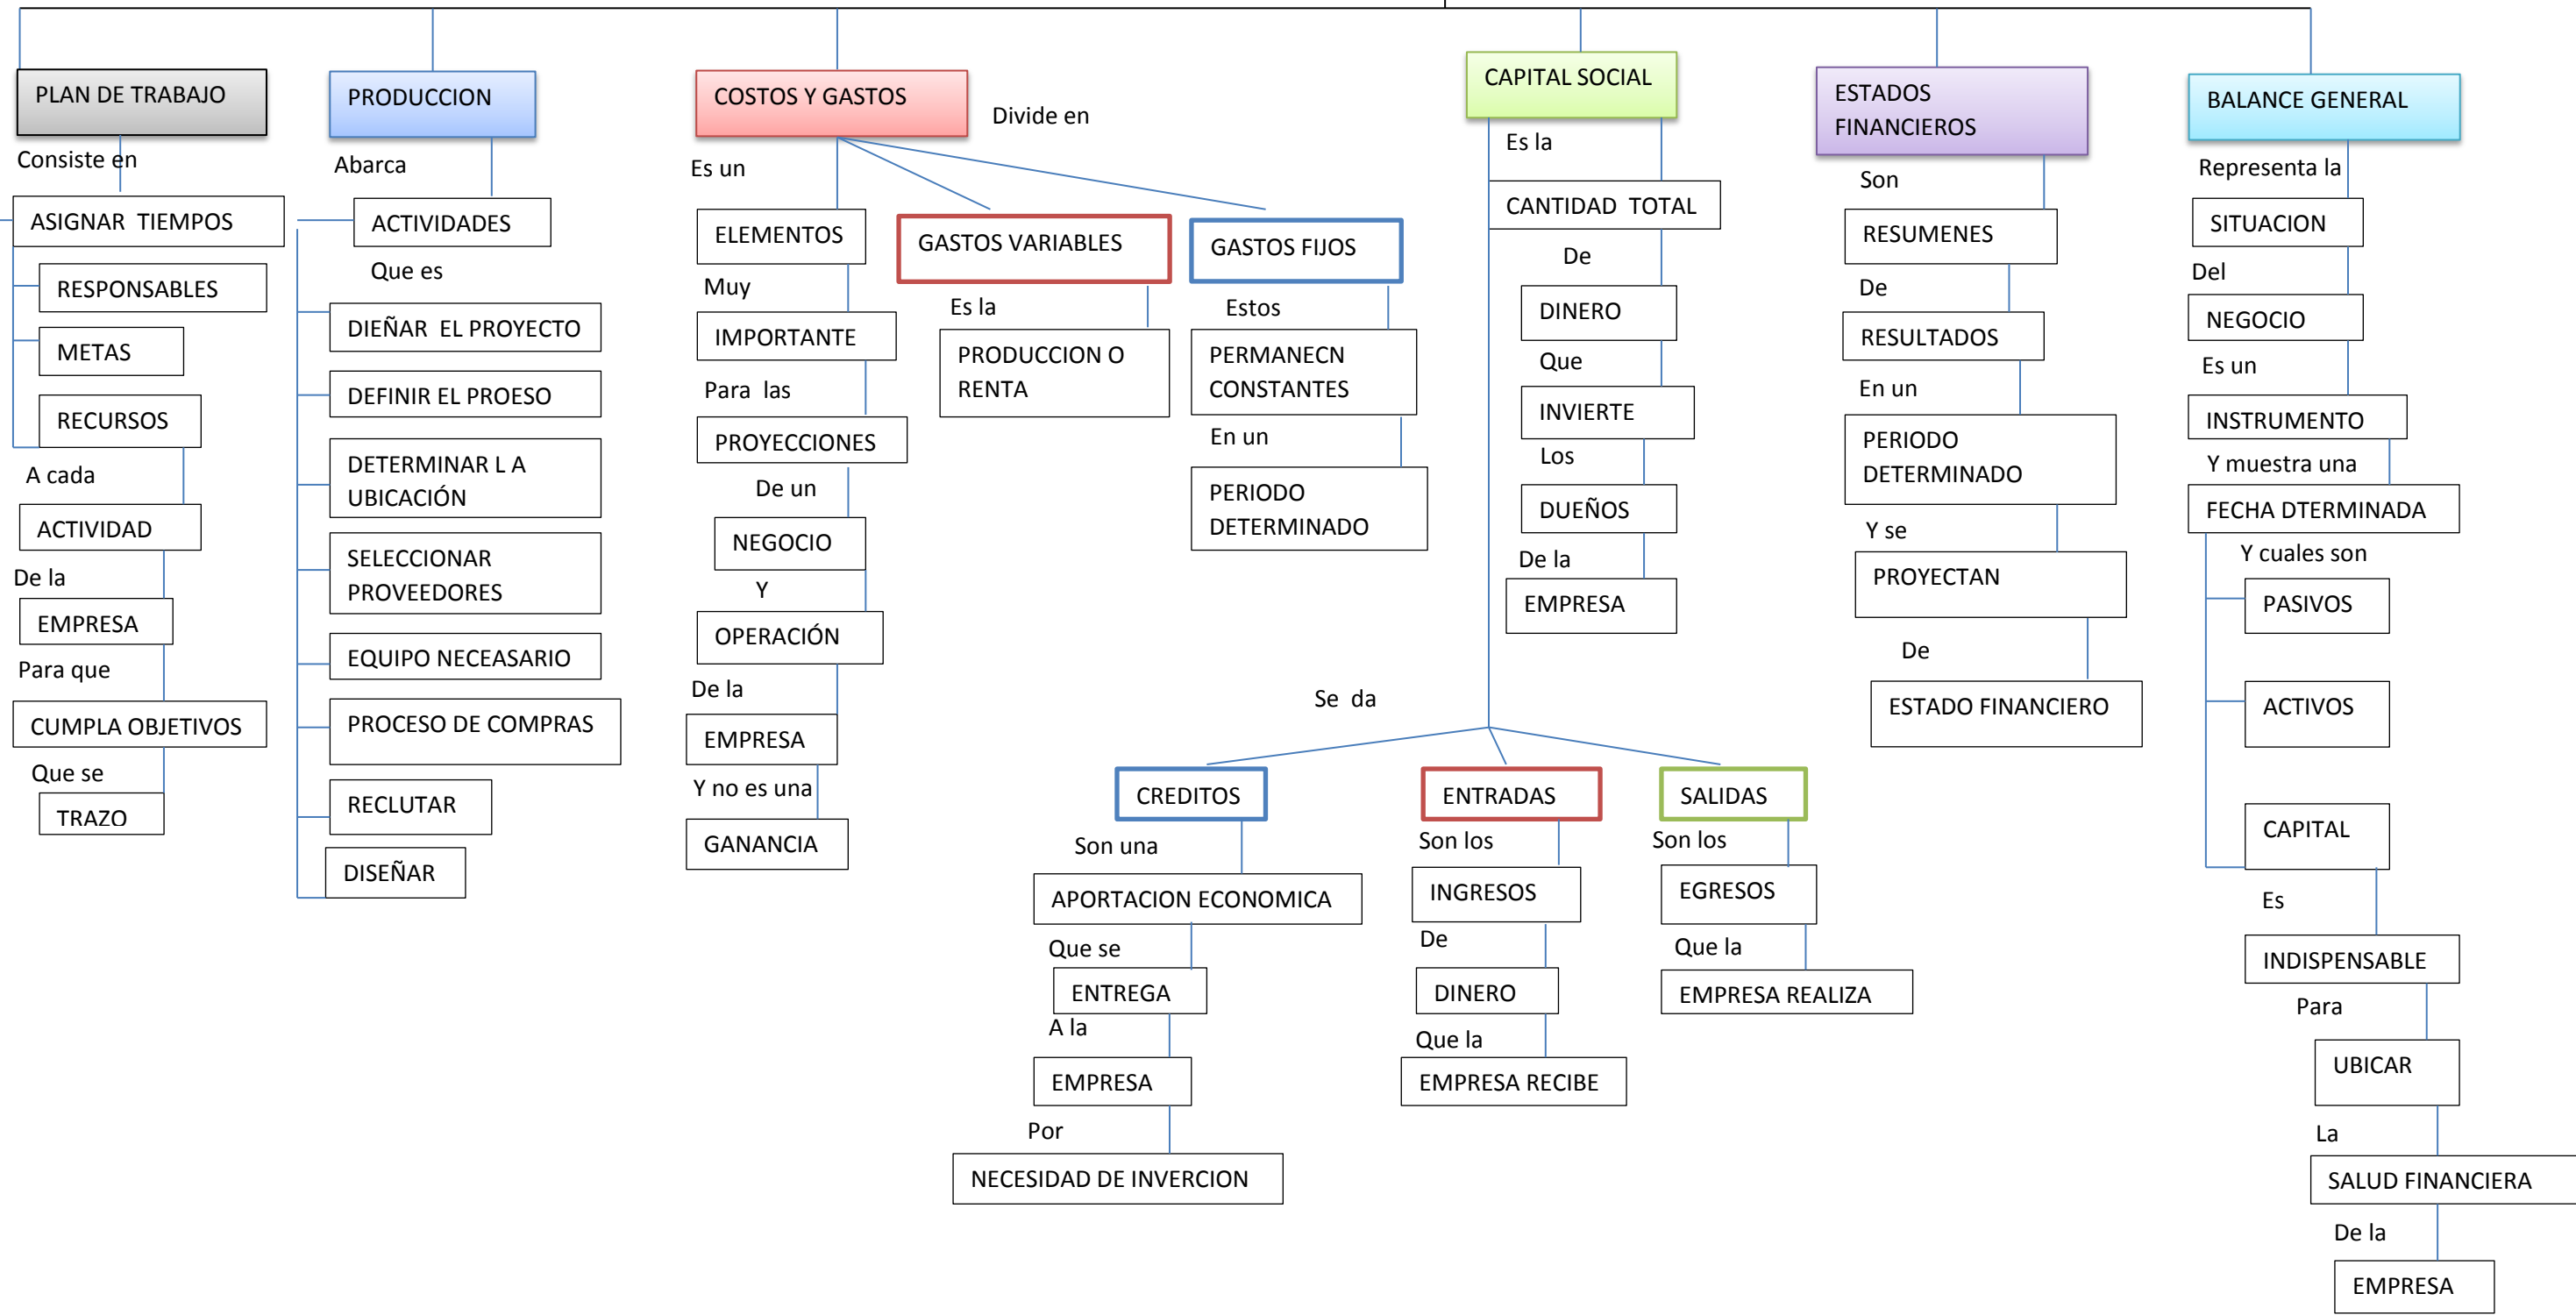 PLAN DE TRABAJO
Consiste en
ASIGNAR TIEMPOS
RESPONSABLES
METAS
RECURSOS
A cada
ACTIVIDAD
De la
EMPRESA
Para que
CUMPLA OBJETIVOS
Que se
TRAZO
PRODUCCION
Abarca
ACTIVIDADES
Que es
DIEÑAR EL PROYECTO
DEFINIR EL PROESO
DETERMINAR L A
UBICACIÓN
SELECCIONAR
PROVEEDORES
EQUIPO NECEASARIO
PROCESO DE COMPRAS
RECLUTAR
DISEÑAR
COSTOS Y GASTOS
Divide en
Es un
ELEMENTOS
Muy
IMPORTANTE
Para las
PROYECCIONES
De un
NEGOCIO
Y
OPERACIÓN
De la
EMPRESA
Y no es una
GANANCIA
GASTOS VARIABLES
Es la
PRODUCCION O
RENTA
GASTOS FIJOS
Estos
PERMANECN
CONSTANTES
En un
PERIODO
DETERMINADO
CAPITAL SOCIAL
Es la
CANTIDAD TOTAL
De
DINERO
Que
INVIERTE
Los
DUEÑOS
De la
EMPRESA
Se da
CREDITOS
Son una
APORTACION ECONOMICA
Que se
ENTREGA
A la
EMPRESA
Por
NECESIDAD DE INVERCION
ENTRADAS
Son los
INGRESOS
De
DINERO
Que la
EMPRESA RECIBE
SALIDAS
Son los
EGRESOS
Que la
EMPRESA REALIZA
ESTADOS
FINANCIEROS
Son
RESUMENES
De
RESULTADOS
En un
PERIODO
DETERMINADO
Y se
PROYECTAN
De
ESTADO FINANCIERO
BALANCE GENERAL
Representa la
SITUACION
Del
NEGOCIO
Es un
INSTRUMENTO
Y muestra una
FECHA DTERMINADA
Y cuales son
PASIVOS
ACTIVOS
CAPITAL
Es
INDISPENSABLE
Para
UBICAR
La
SALUD FINANCIERA
De la
EMPRESA